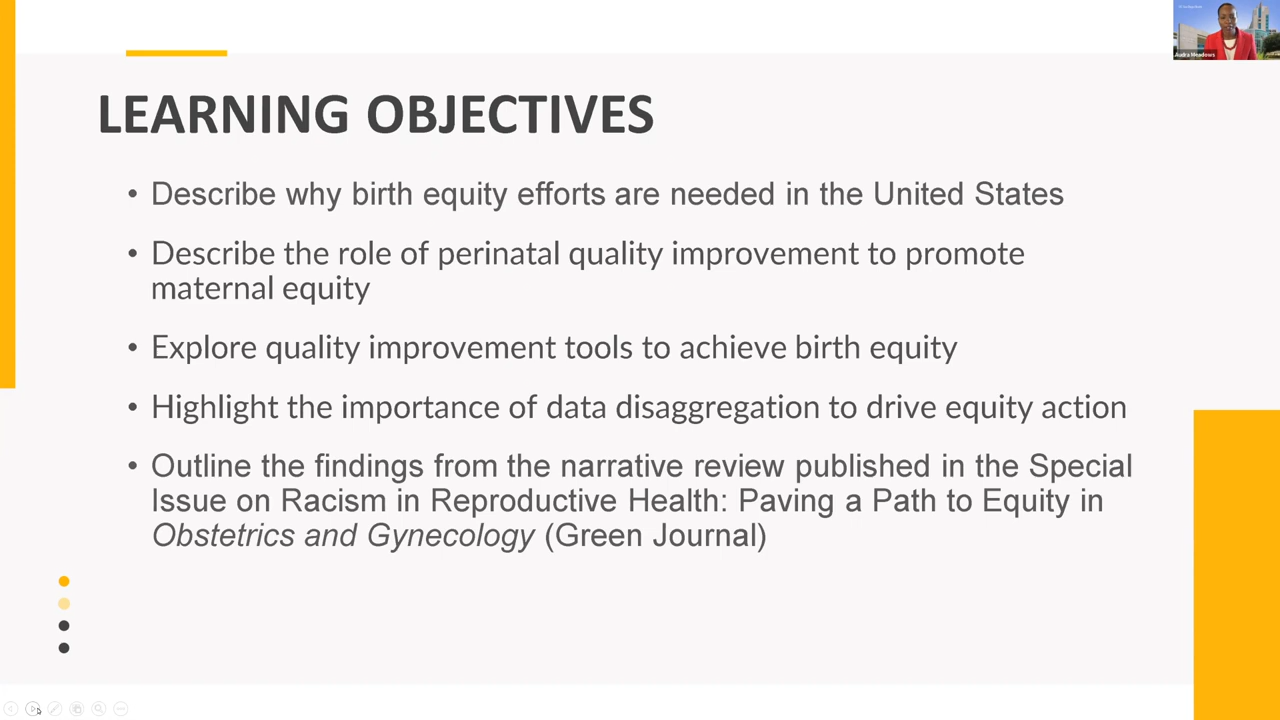 LEARNING OBJECTIVES
• Describe why birth equity efforts are needed in the United States
• Describe the role of perinatal quality improvement to promote
maternal equity
• Explore quality improvement tools to achieve birth equity
• Highlight the importance of data disaggregation to drive equity action
• Outline the findings from the narrative review published in the Special
Issue on Racism in Reproductive Health: Paving a Path to Equity in
Obstetrics and Gynecology (Green Journal)
Audra Meadows